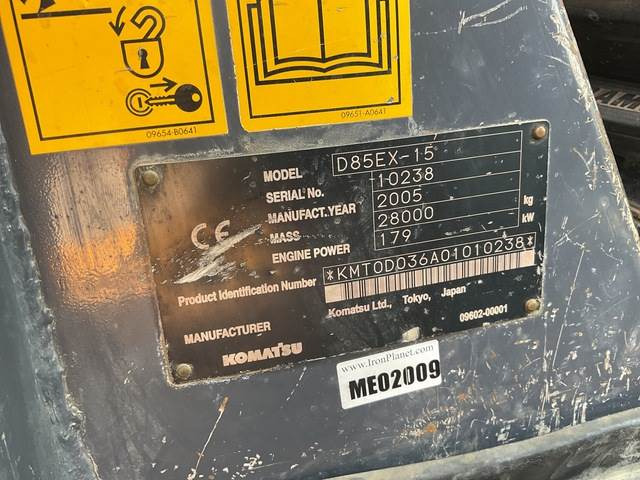 09654-B0641
09651-A0641
MODEL D85EX-15
SERIAL No. 10238
MANUFACT.YEAR 2005
MASS 28000 kg
ENGINE POWER 179 kW
CE
Product Identification Number *KMT0D036A01010238*
Komatsu Ltd., Tokyo, Japan
MANUFACTURER
09602-00001
KOMATSU
www.IronPlanet.com
ME02009